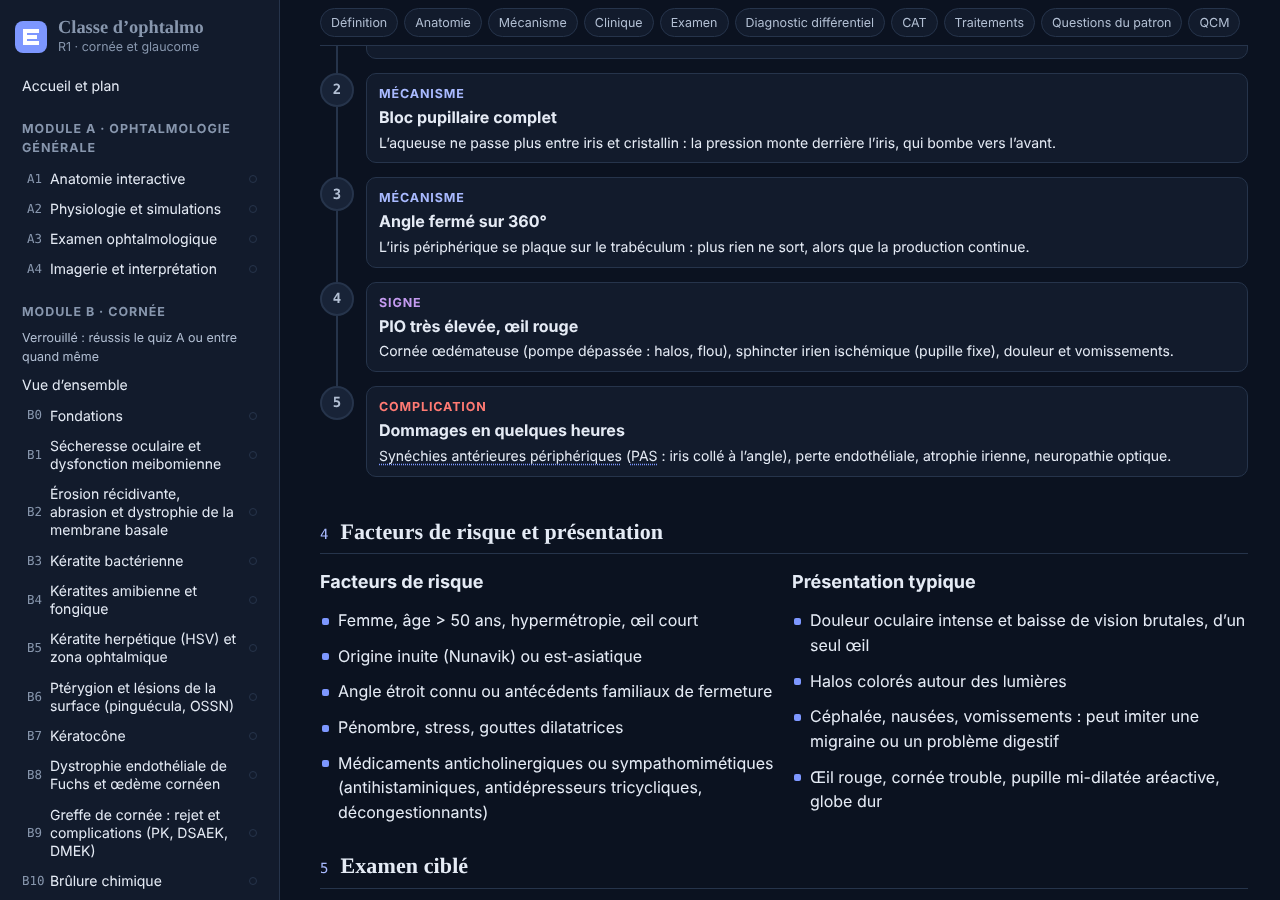 Classe d’ophtalmo
R1 · cornée et glaucome
Accueil et plan
MODULE A · OPHTALMOLOGIE
GÉNÉRALE
A1 Anatomie interactive
A2 Physiologie et simulations
A3 Examen ophtalmologique
A4 Imagerie et interprétation
MODULE B · CORNÉE
Verrouillé : réussis le quiz A ou entre
quand même
Vue d’ensemble
B0 Fondations
B1 Sécheresse oculaire et
dysfonction meibomienne
B2 Érosion récidivante,
abrasion et dystrophie de la
membrane basale
B3 Kératite bactérienne
B4 Kératites amibienne et
fongique
B5 Kératite herpétique (HSV) et
zona ophtalmique
B6 Ptérygion et lésions de la
surface (pinguécula, OSSN)
B7 Kératocône
B8 Dystrophie endothéliale de
Fuchs et œdème cornéen
B9 Greffe de cornée : rejet et
complications (PK, DSAEK,
DMEK)
B10 Brûlure chimique
Définition
Anatomie
Mécanisme
Clinique
Examen
Diagnostic différentiel
CAT
Traitements
Questions du patron
QCM
2
MÉCANISME
Bloc pupillaire complet
L’aqueuse ne passe plus entre iris et cristallin : la pression monte derrière l’iris, qui bombe vers l’avant.
3
MÉCANISME
Angle fermé sur 360°
L’iris périphérique se plaque sur le trabéculum : plus rien ne sort, alors que la production continue.
4
SIGNE
PIO très élevée, œil rouge
Cornée œdémateuse (pompe dépassée : halos, flou), sphincter irien ischémique (pupille fixe), douleur et vomissements.
5
COMPLICATION
Dommages en quelques heures
Synéchies antérieures périphériques (PAS : iris collé à l’angle), perte endothéliale, atrophie irienne, neuropathie optique.
4 Facteurs de risque et présentation
Facteurs de risque
Femme, âge > 50 ans, hypermétropie, œil court
Origine inuite (Nunavik) ou est-asiatique
Angle étroit connu ou antécédents familiaux de fermeture
Pénombre, stress, gouttes dilatatrices
Médicaments anticholinergiques ou sympathomimétiques
(antihistaminiques, antidépresseurs tricycliques,
décongestionnants)
Présentation typique
Douleur oculaire intense et baisse de vision brutales, d’un
seul œil
Halos colorés autour des lumières
Céphalée, nausées, vomissements : peut imiter une
migraine ou un problème digestif
Œil rouge, cornée trouble, pupille mi-dilatée aréactive,
globe dur
5 Examen ciblé